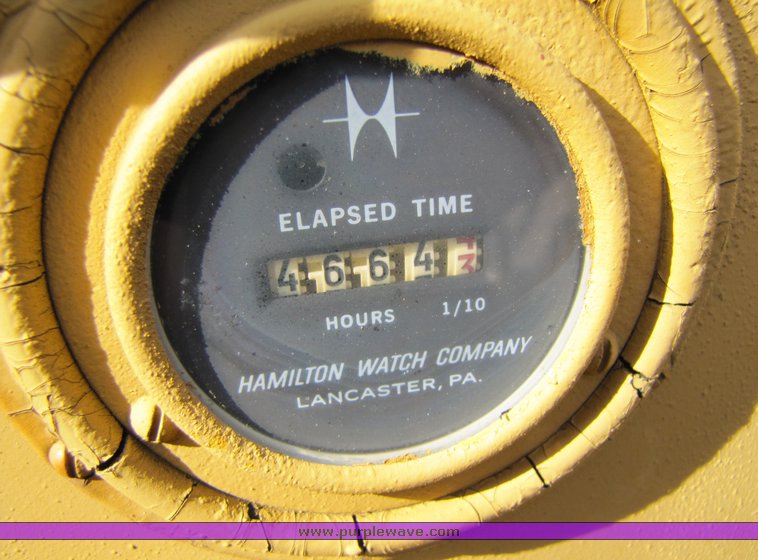 ELAPSED TIME
4664
HOURS 1/10
HAMILTON WATCH COMPANY
LANCASTER, PA.
www.purplewave.com